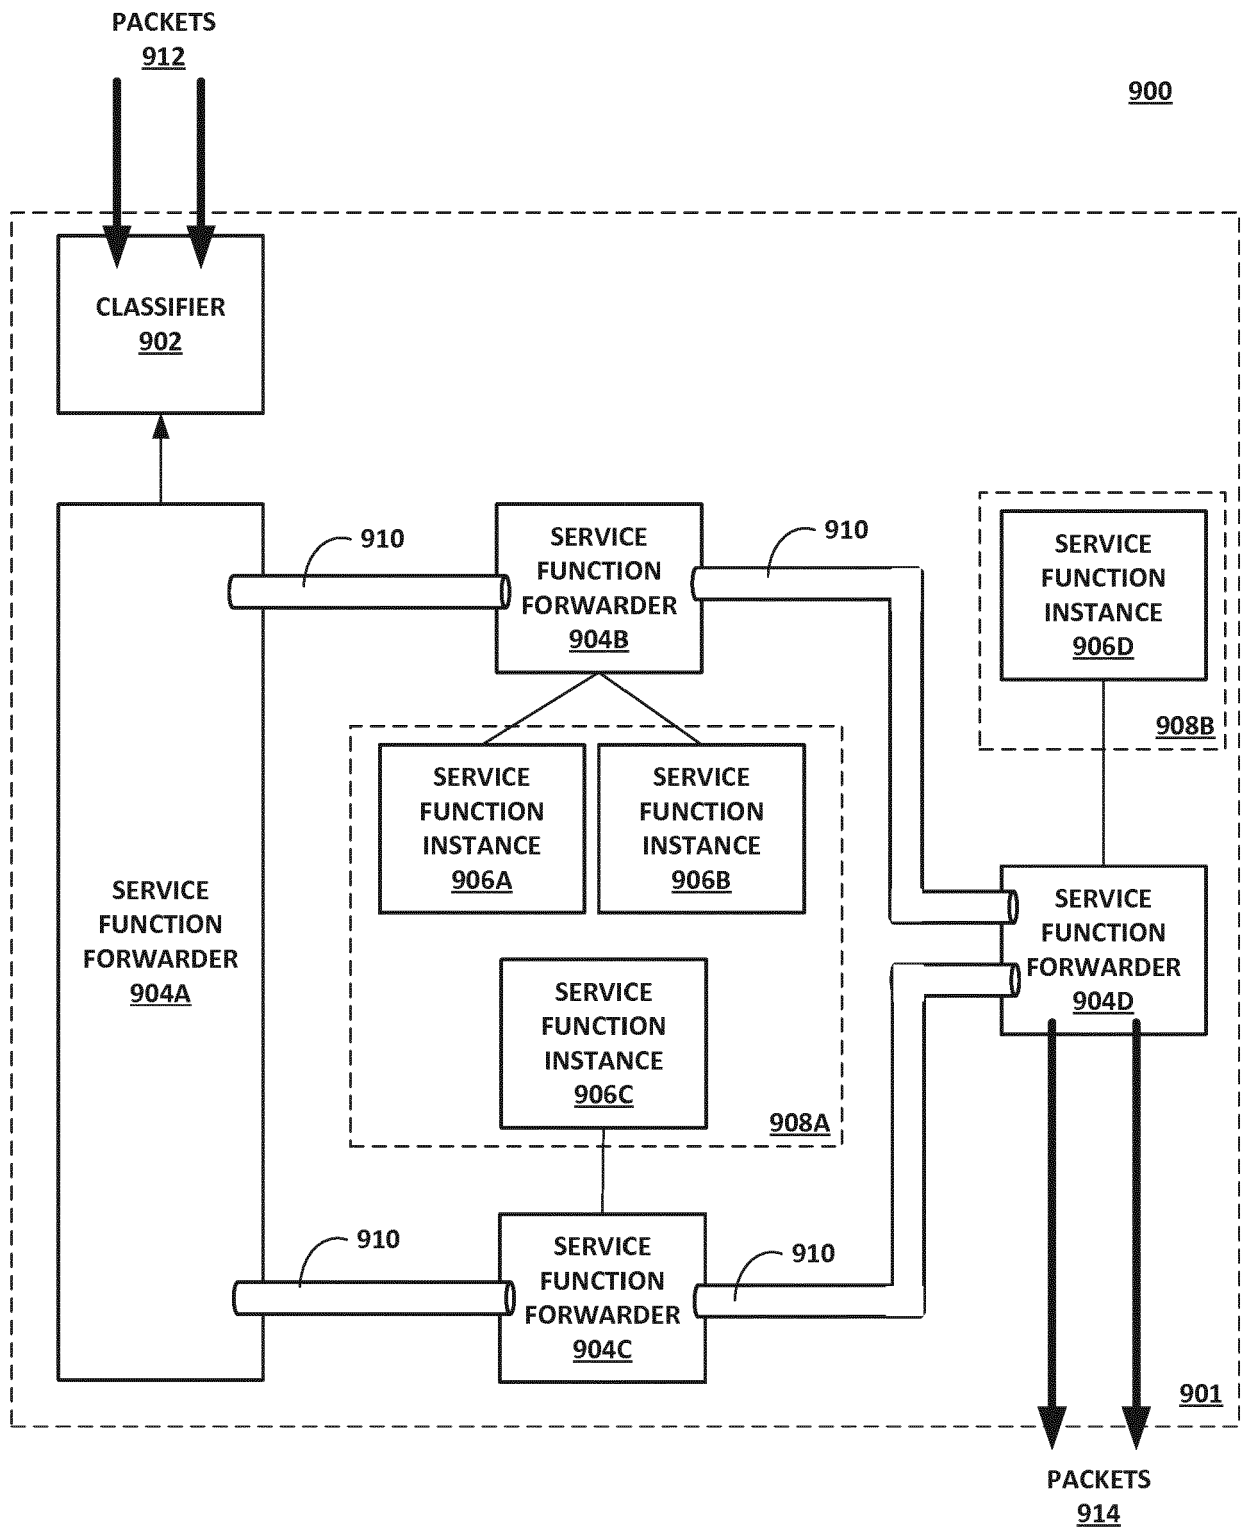 PACKETS
912
900
CLASSIFIER
902
910
SERVICE
FUNCTION
FORWARDER
904B
910
SERVICE
FUNCTION
INSTANCE
906D
908B
SERVICE
FUNCTION
INSTANCE
906A
SERVICE
FUNCTION
INSTANCE
906B
SERVICE
FUNCTION
FORWARDER
904A
SERVICE
FUNCTION
FORWARDER
904D
SERVICE
FUNCTION
INSTANCE
906C
908A
910
SERVICE
FUNCTION
FORWARDER
904C
910
901
PACKETS
914